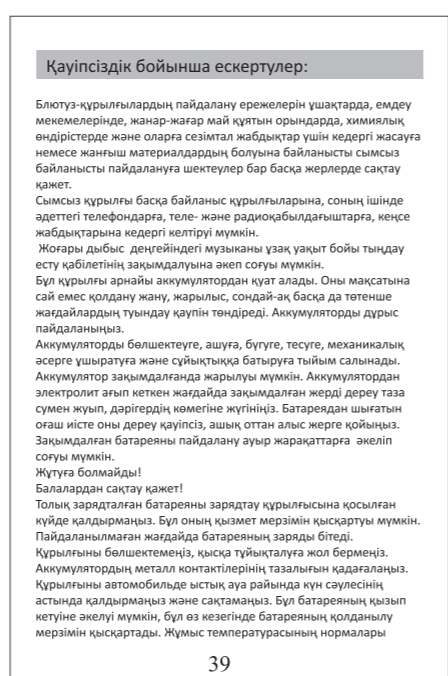 Қауіпсіздік бойынша ескертулер:
Блютуз-құрылғылардың пайдалану ережелерін ұшақтарда, емдеу
мекемелерінде, жанар-жағар май құятын орындарда, химиялық
өндірістерде және оларға сезімтал жабдықтар үшін кедергі жасауға
немесе жанғыш материалдардың болуына байланысты сымсыз
байланысты пайдалануға шектеулер бар басқа жерлерде сақтау
қажет.
Сымсыз құрылғы басқа байланыс құрылғыларына, соның ішінде
әдеттегі телефондарға, теле- және радиоқабылдағыштарға, кеңсе
жабдықтарына кедергі келтіруі мүмкін.
Жоғары дыбыс деңгейіндегі музыканы ұзақ уақыт бойы тыңдау
есту қабілетінің зақымдалуына әкеп соғуы мүмкін.
Бұл құрылғы арнайы аккумулятордан қуат алады. Оны мақсатына
сай емес қолдану жану, жарылыс, сондай-ақ басқа да төтенше
жағдайлардың туындау қаупін төндіреді. Аккумуляторды дұрыс
пайдаланыңыз.
Аккумуляторды бөлшектеуге, ашуға, бүгуге, тесуге, механикалық
әсерге ұшыратуға және сұйықтыққа батыруға тыйым салынады.
Аккумулятор зақымдалғанда жарылуы мүмкін. Аккумулятордан
электролит ағып кеткен жағдайда зақымдалған жерді дереу таза
сумен жуып, дәрігердің көмегіне жүгініңіз. Батареядан шығатын
оғаш иісте оны дереу қауіпсіз, ашық оттан алыс жерге қойыңыз.
Зақымдалған батареяны пайдалану ауыр жарақаттарға әкеліп
соғуы мүмкін.
Жұтуға болмайды!
Балалардан сақтау қажет!
Толық зарядталған батареяны зарядтау құрылғысына қосылған
күйде қалдырмаңыз. Бұл оның қызмет мерзімін қысқартуы мүмкін.
Пайдаланылмаған жағдайда батареяның заряды бітеді.
Құрылғыны бөлшектемеңіз, қысқа тұйықталуға жол бермеңіз.
Аккумулятордың металл контактілерінің тазалығын қадағалаңыз.
Құрылғыны автомобильде ыстық ауа райында күн сәулесінің
астында қалдырмаңыз және сақтамаңыз. Бұл батареяның қызып
кетуіне әкелуі мүмкін, бұл өз кезегінде батареяның қолданылу
мерзімін қысқартады. Жұмыс температурасының нормалары
39